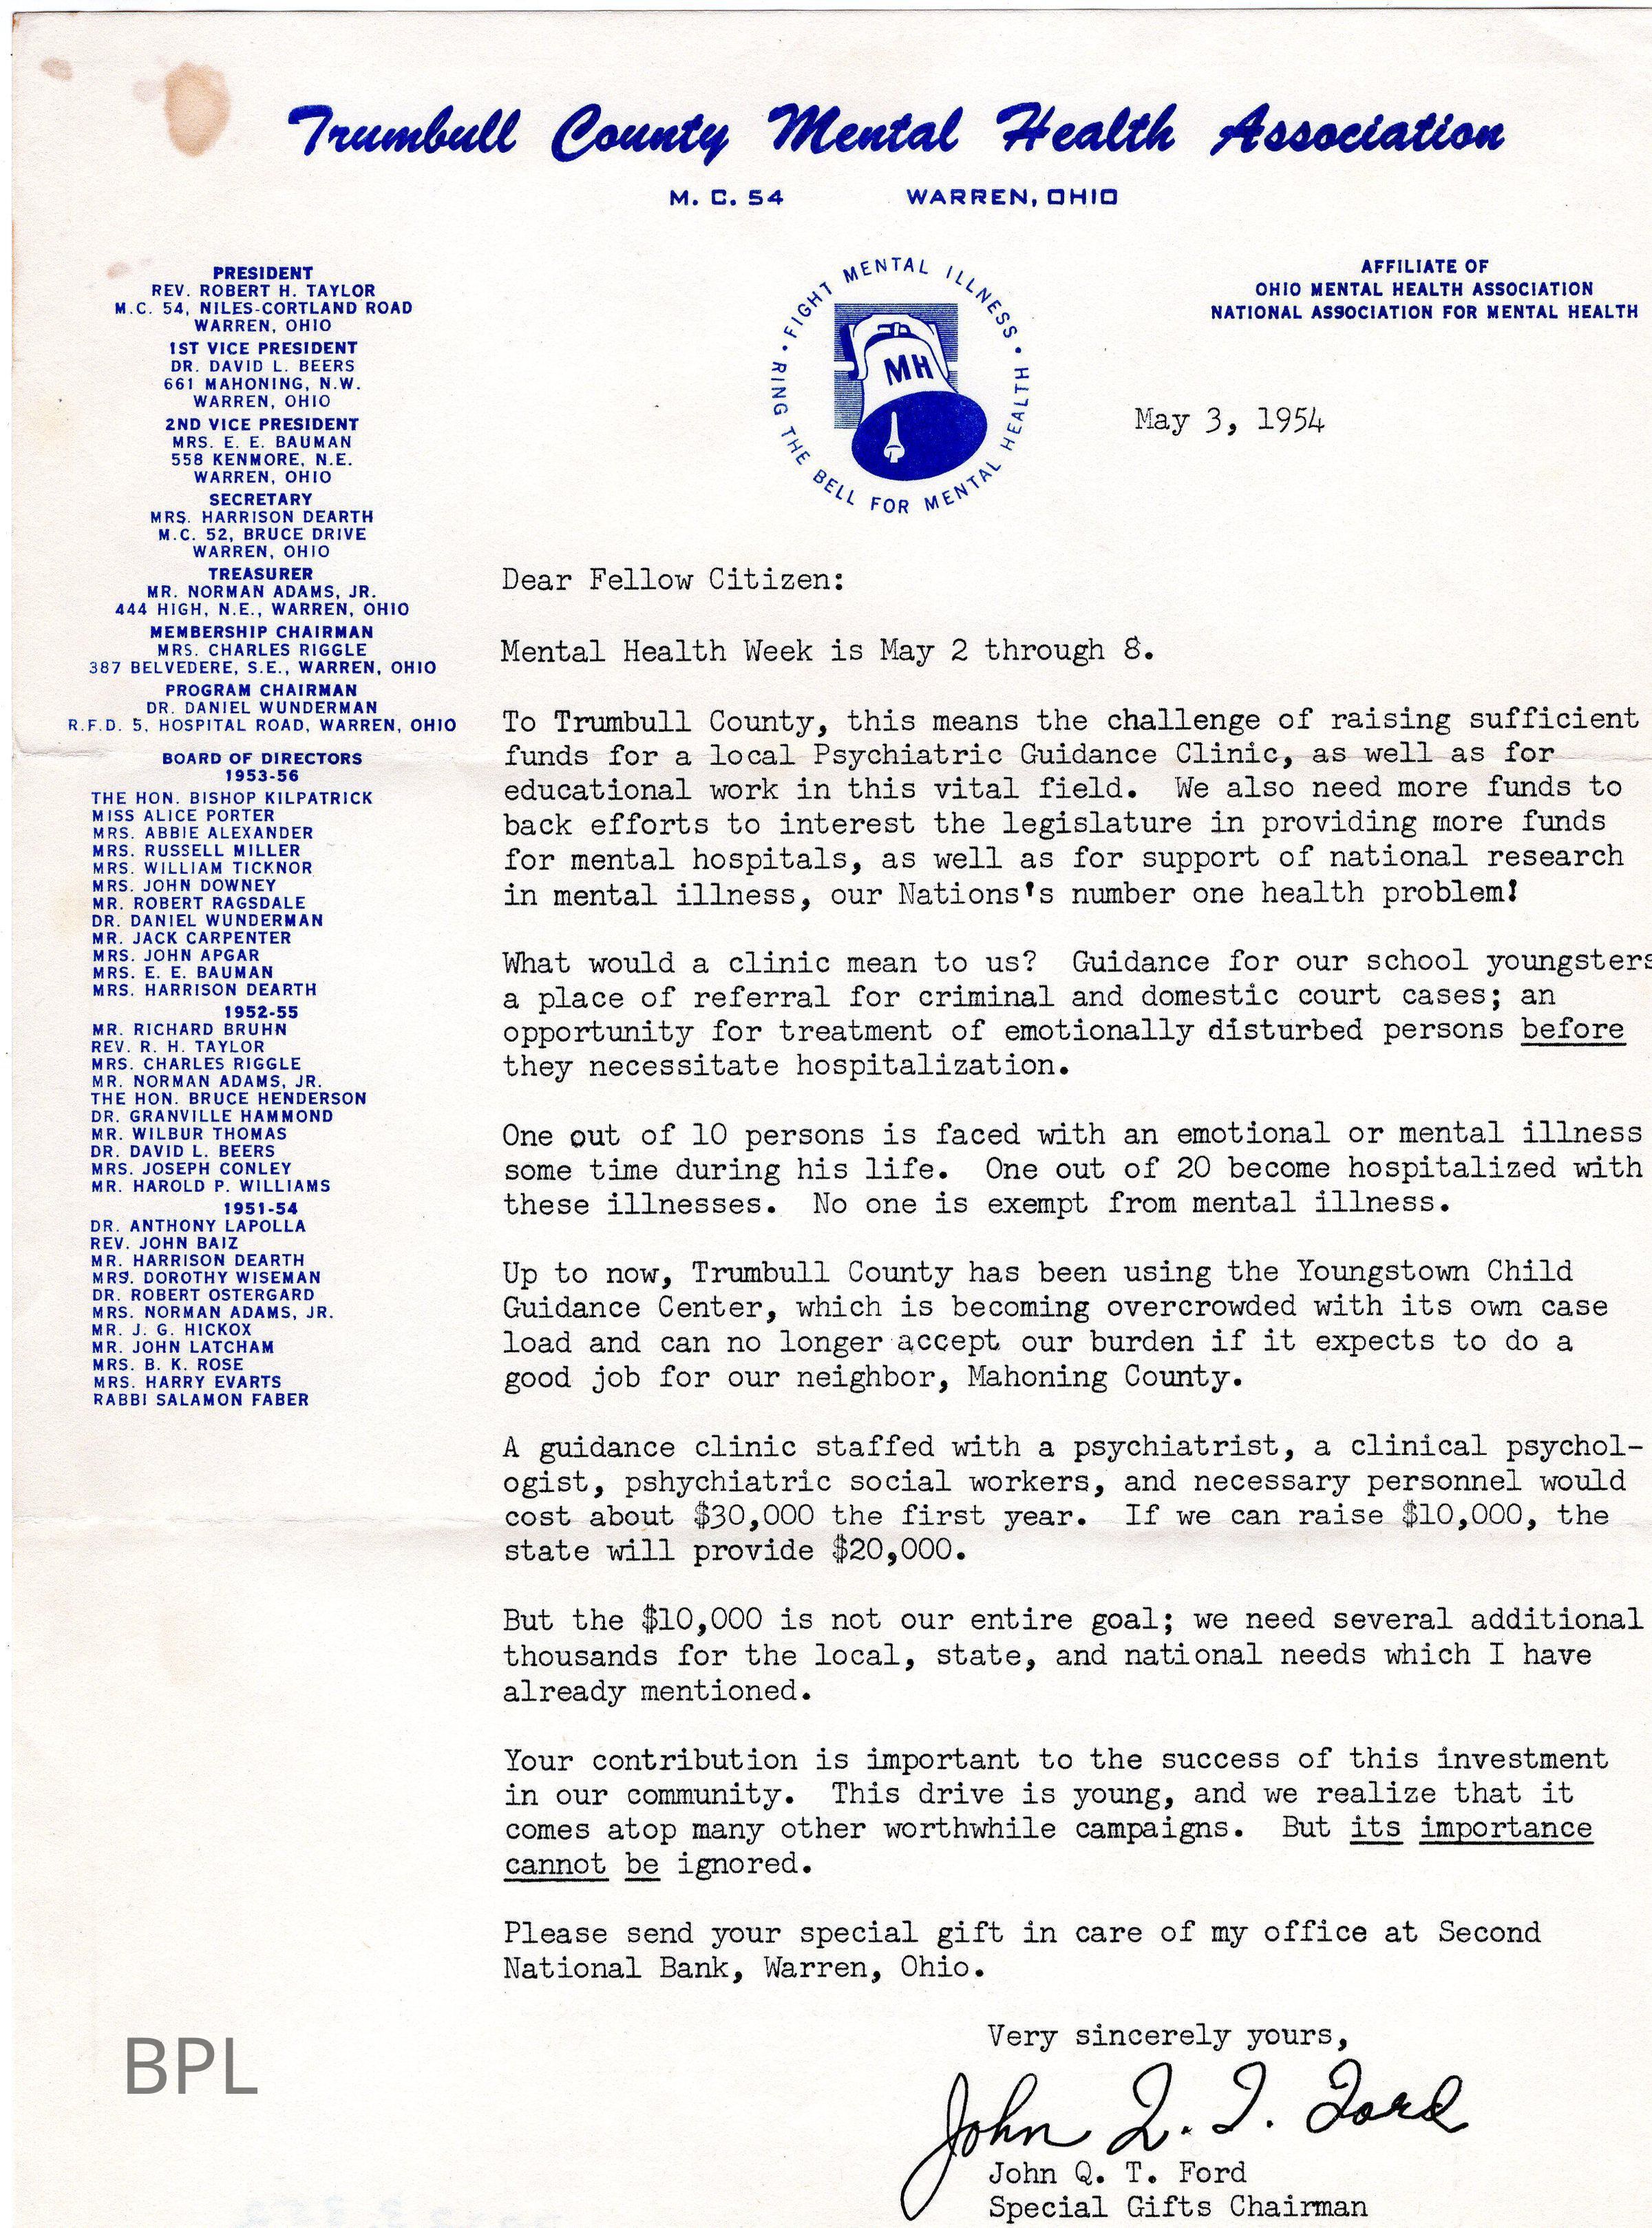 Trumbull County Mental Health Association
M. C. 54 WARREN, OHIO
PRESIDENT
REV. ROBERT H. TAYLOR
M.C. 54, NILES-CORTLAND ROAD
WARREN, OHIO
1ST VICE PRESIDENT
DR. DAVID L. BEERS
661 MAHONING, N.W.
WARREN, OHIO
2ND VICE PRESIDENT
MRS. E. E. BAUMAN
558 KENMORE, N.E.
WARREN, OHIO
SECRETARY
MRS. HARRISON DEARTH
M.C. 52, BRUCE DRIVE
WARREN, OHIO
TREASURER
MR. NORMAN ADAMS, JR.
444 HIGH, N.E., WARREN, OHIO
MEMBERSHIP CHAIRMAN
MRS. CHARLES RIGGLE
387 BELVEDERE, S.E., WARREN, OHIO
PROGRAM CHAIRMAN
DR. DANIEL WUNDERMAN
R.F.D. 5, HOSPITAL ROAD, WARREN, OHIO
BOARD OF DIRECTORS
1953-56
THE HON. BISHOP KILPATRICK
MISS ALICE PORTER
MRS. ABBIE ALEXANDER
MRS. RUSSELL MILLER
MRS. WILLIAM TICKNOR
MRS. JOHN DOWNEY
MR. ROBERT RAGSDALE
DR. DANIEL WUNDERMAN
MR. JACK CARPENTER
MRS. JOHN APGAR
MRS. E. E. BAUMAN
MRS. HARRISON DEARTH
1952-55
MR. RICHARD BRUHN
REV. R. H. TAYLOR
MRS. CHARLES RIGGLE
MR. NORMAN ADAMS, JR.
THE HON. BRUCE HENDERSON
DR. GRANVILLE HAMMOND
MR. WILBUR THOMAS
DR. DAVID L. BEERS
MRS. JOSEPH CONLEY
MR. HAROLD P. WILLIAMS
1951-54
DR. ANTHONY LAPOLLA
REV. JOHN BAIZ
MR. HARRISON DEARTH
MRS. DOROTHY WISEMAN
DR. ROBERT OSTERGARD
MRS. NORMAN ADAMS, JR.
MR. J. G. HICKOX
MR. JOHN LATCHAM
MRS. B. K. ROSE
MRS. HARRY EVARTS
RABBI SALAMON FABER
FIGHT MENTAL ILLNESS • RING THE BELL FOR MENTAL HEALTH •
MH
AFFILIATE OF
OHIO MENTAL HEALTH ASSOCIATION
NATIONAL ASSOCIATION FOR MENTAL HEALTH
May 3, 1954
Dear Fellow Citizen:
Mental Health Week is May 2 through 8.
To Trumbull County, this means the challenge of raising sufficient
funds for a local Psychiatric Guidance Clinic, as well as for
educational work in this vital field. We also need more funds to
back efforts to interest the legislature in providing more funds
for mental hospitals, as well as for support of national research
in mental illness, our Nations's number one health problem!
What would a clinic mean to us? Guidance for our school youngsters
a place of referral for criminal and domestic court cases; an
opportunity for treatment of emotionally disturbed persons before
they necessitate hospitalization.
One out of 10 persons is faced with an emotional or mental illness
some time during his life. One out of 20 become hospitalized with
these illnesses. No one is exempt from mental illness.
Up to now, Trumbull County has been using the Youngstown Child
Guidance Center, which is becoming overcrowded with its own case
load and can no longer accept our burden if it expects to do a
good job for our neighbor, Mahoning County.
A guidance clinic staffed with a psychiatrist, a clinical psychol-
ogist, pshychiatric social workers, and necessary personnel would
cost about $30,000 the first year. If we can raise $10,000, the
state will provide $20,000.
But the $10,000 is not our entire goal; we need several additional
thousands for the local, state, and national needs which I have
already mentioned.
Your contribution is important to the success of this investment
in our community. This drive is young, and we realize that it
comes atop many other worthwhile campaigns. But its importance
cannot be ignored.
Please send your special gift in care of my office at Second
National Bank, Warren, Ohio.
Very sincerely yours,
John Q. T. Ford
John Q. T. Ford
Special Gifts Chairman
BPL